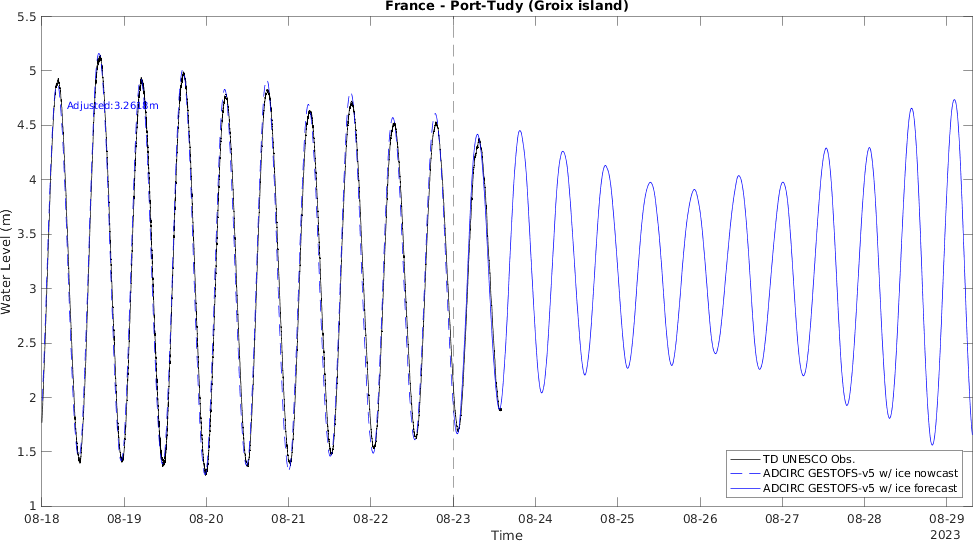 France - Port-Tudy (Groix island)
5.5
5
4.5
4
3.5
3
2.5
2
1.5
1
Water Level (m)
Adjusted:3.2618m
TD UNESCO Obs.
ADCIRC GESTOFS-v5 w/ ice nowcast
ADCIRC GESTOFS-v5 w/ ice forecast
08-18 08-19 08-20 08-21 08-22 08-23 08-24 08-25 08-26 08-27 08-28 08-29
2023
Time